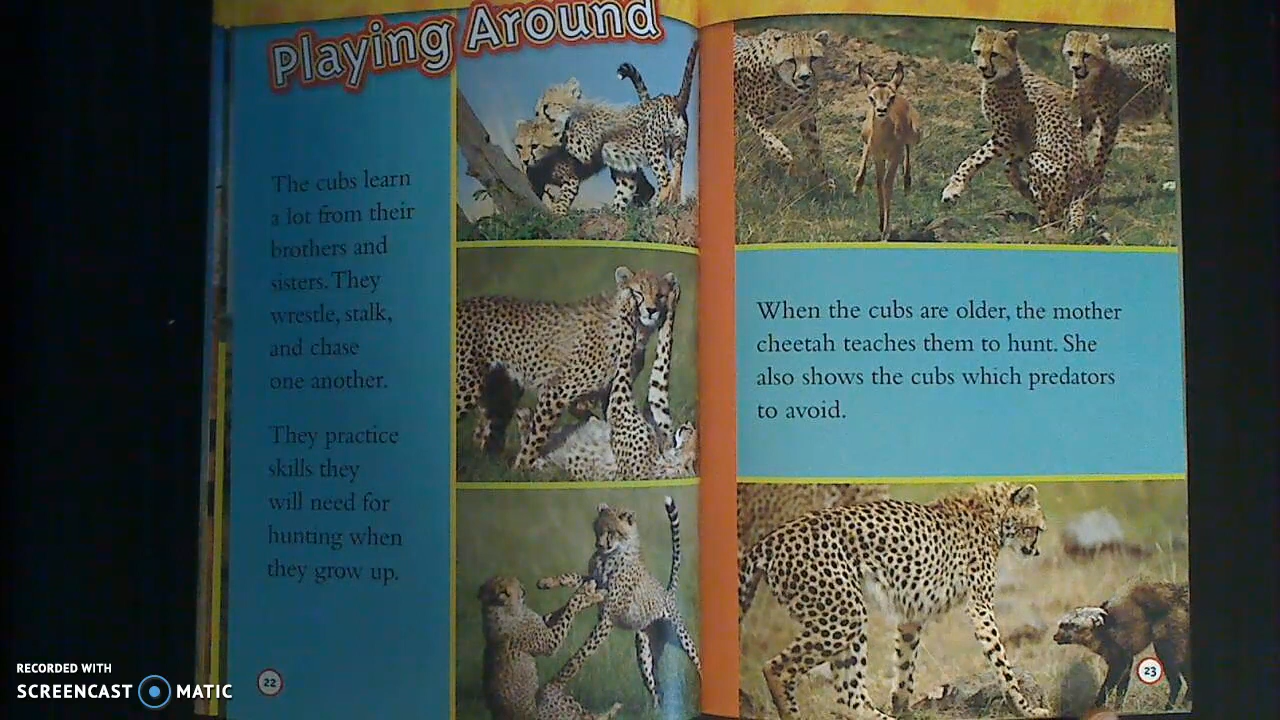 Playing Around
The cubs learn
a lot from their
brothers and
sisters. They
wrestle, stalk,
and chase
one another.
They practice
skills they
will need for
hunting when
they grow up.
22
When the cubs are older, the mother
cheetah teaches them to hunt. She
also shows the cubs which predators
to avoid.
23
RECORDED WITH
SCREENCAST MATIC